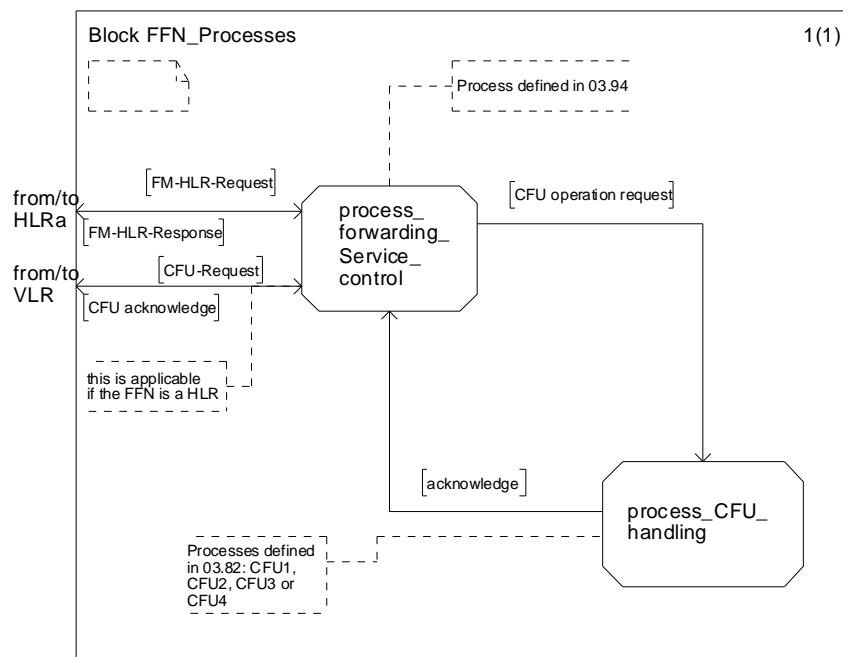 Block FFN_Processes
1(1)
Process defined in 03.94
[FM-HLR-Request]
from/to
HLRa
[FM-HLR-Response]
process_
forwarding_
Service_
control
[CFU operation request]
from/to
VLR
[CFU-Request]
[CFU acknowledge]
this is applicable
if the FFN is a HLR
[acknowledge]
process_CFU_
handling
Processes defined
in 03.82: CFU1,
CFU2, CFU3 or
CFU4